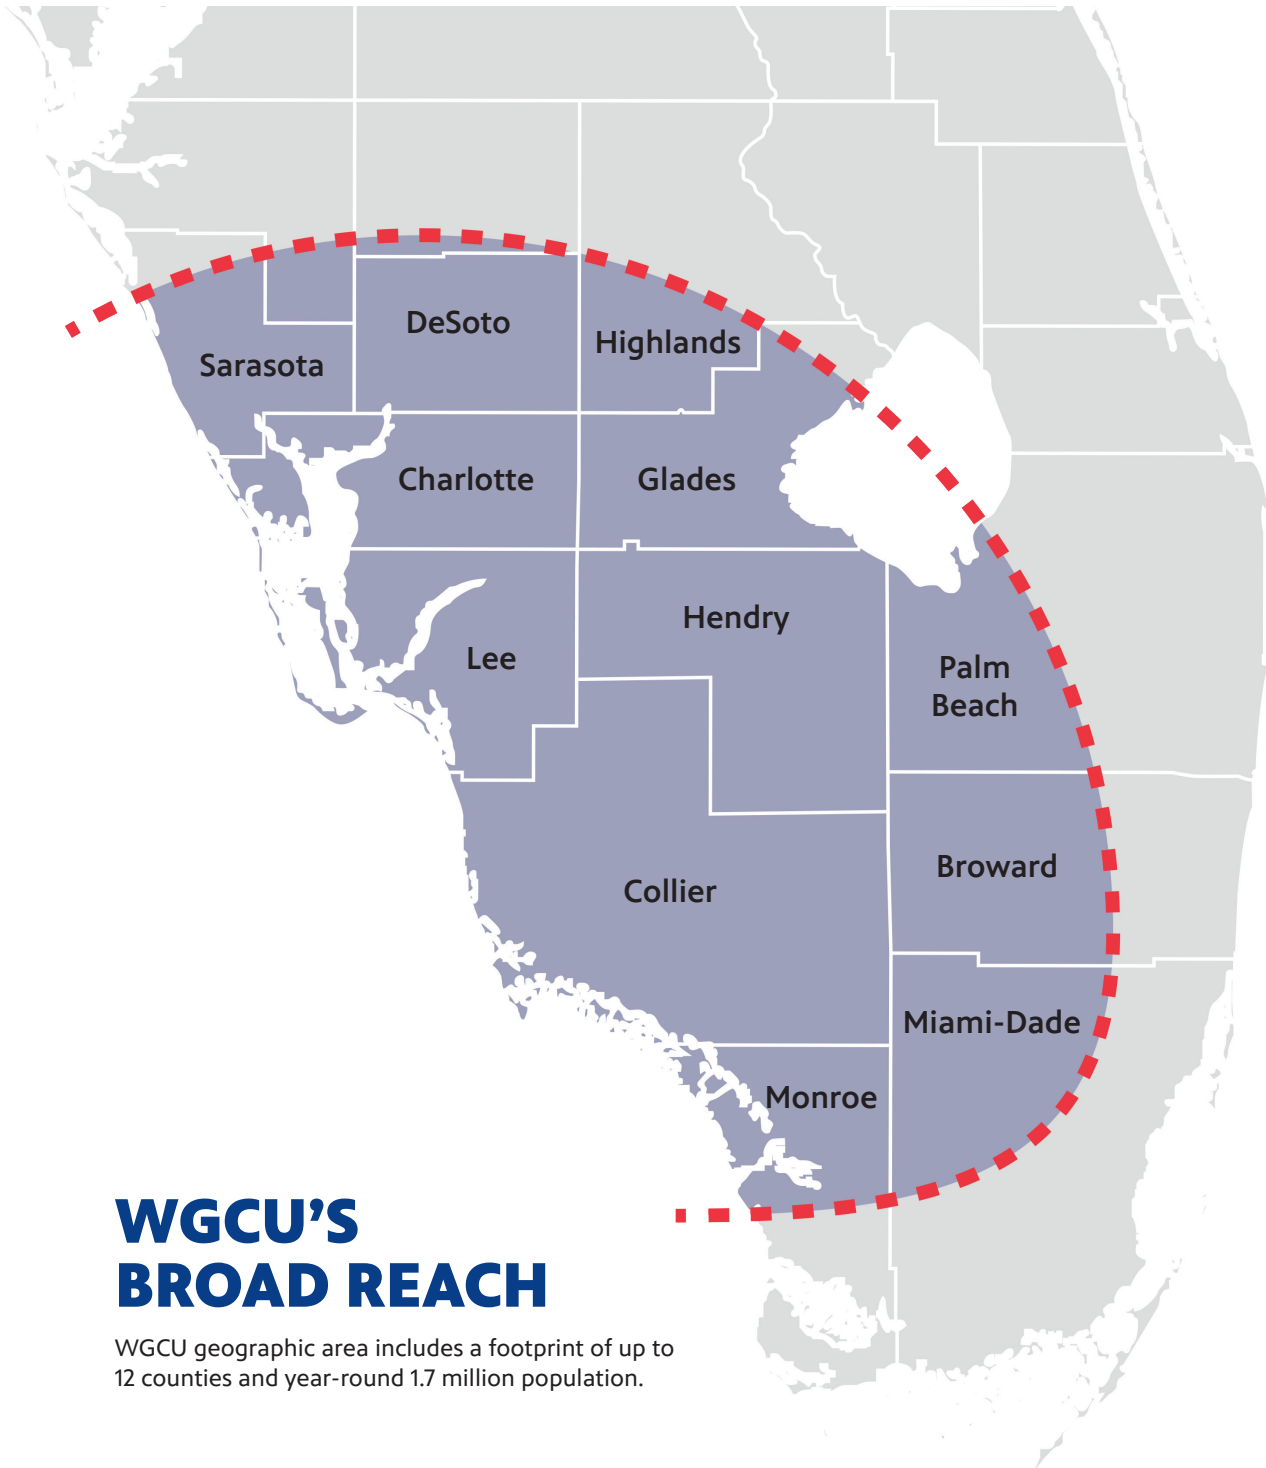 DeSoto
Highlands
Sarasota
Charlotte
Glades
Hendry
Lee
Palm
Beach
Broward
Collier
Miami-Dade
Monroe
WGCU’S
BROAD REACH
WGCU geographic area includes a footprint of up to
12 counties and year-round 1.7 million population.